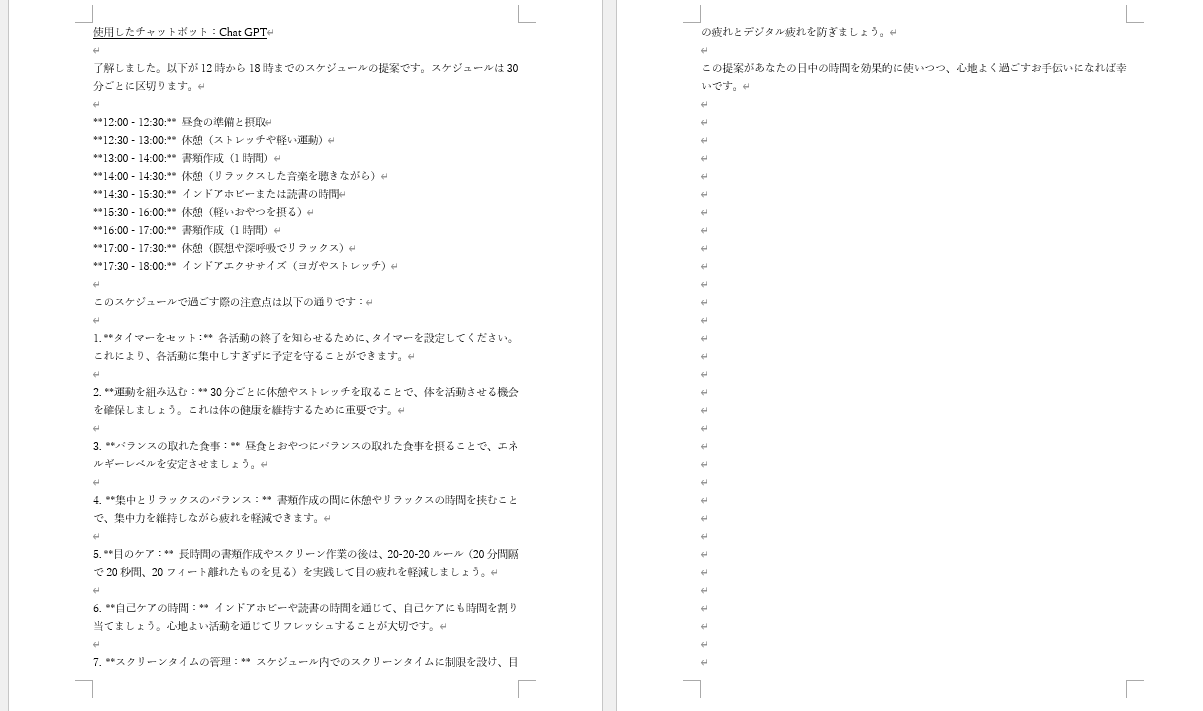 使用したチャットボット：Chat GPT
了解しました。以下が 12 時から 18 時までのスケジュールの提案です。スケジュールは 30
分ごとに区切ります。
**12:00 - 12:30:** 昼食の準備と摂取
**12:30 - 13:00:** 休憩（ストレッチや軽い運動）
**13:00 - 14:00:** 書類作成（1 時間）
**14:00 - 14:30:** 休憩（リラックスした音楽を聴きながら）
**14:30 - 15:30:** インドアホビーまたは読書の時間
**15:30 - 16:00:** 休憩（軽いおやつを摂る）
**16:00 - 17:00:** 書類作成（1 時間）
**17:00 - 17:30:** 休憩（瞑想や深呼吸でリラックス）
**17:30 - 18:00:** インドアエクササイズ（ヨガやストレッチ）
このスケジュールで過ごす際の注意点は以下の通りです：
1. **タイマーをセット：** 各活動の終了を知らせるために、タイマーを設定してください。
これにより、各活動に集中しすぎずに予定を守ることができます。
2. **運動を組み込む：** 30 分ごとに休憩やストレッチを取ることで、体を活動させる機会
を確保しましょう。これは体の健康を維持するために重要です。
3. **バランスの取れた食事：** 昼食とおやつにバランスの取れた食事を摂ることで、エネ
ルギーレベルを安定させましょう。
4. **集中とリラックスのバランス：** 書類作成の間に休憩やリラックスの時間を挟むこと
で、集中力を維持しながら疲れを軽減できます。
5. **目のケア：** 長時間の書類作成やスクリーン作業の後は、20-20-20 ルール（20 分間隔
で 20 秒間、20 フィート離れたものを見る）を実践して目の疲れを軽減しましょう。
6. **自己ケアの時間：** インドアホビーや読書の時間を通じて、自己ケアにも時間を割り
当てましょう。心地よい活動を通じてリフレッシュすることが大切です。
7. **スクリーンタイムの管理：** スケジュール内でのスクリーンタイムに制限を設け、目
の疲れとデジタル疲れを防ぎましょう。
この提案があなたの日中の時間を効果的に使いつつ、心地よく過ごすお手伝いになれば幸
いです。